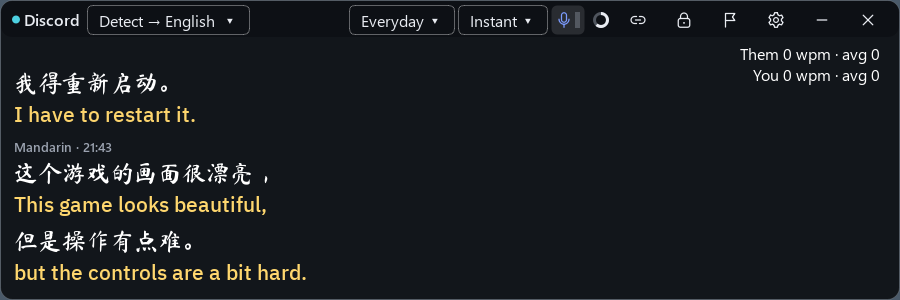 Discord Detect → English ▾ Everyday ▾ Instant ▾
Them 0 wpm · avg 0
You 0 wpm · avg 0
我得重新启动。
I have to restart it.
Mandarin · 21:43
这个游戏的画面很漂亮，
This game looks beautiful,
但是操作有点难。
but the controls are a bit hard.